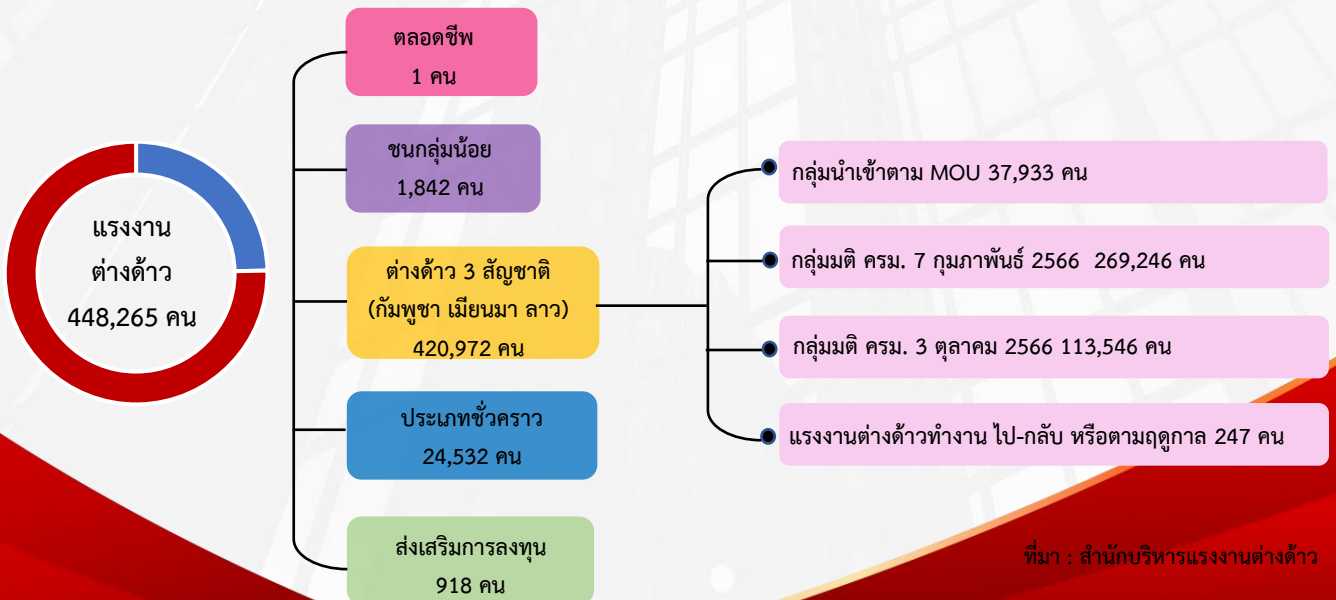 แรงงาน
ต่างด้าว
448,265 คน
ตลอดชีพ
1 คน
ชนกลุ่มน้อย
1,842 คน
ต่างด้าว 3 สัญชาติ
(กัมพูชา เมียนมา ลาว)
420,972 คน
ประเภทชั่วคราว
24,532 คน
ส่งเสริมการลงทุน
918 คน
กลุ่มนำเข้าตาม MOU 37,933 คน
กลุ่มมติ ครม. 7 กุมภาพันธ์ 2566 269,246 คน
กลุ่มมติ ครม. 3 ตุลาคม 2566 113,546 คน
แรงงานต่างด้าวทำงาน ไป-กลับ หรือตามฤดูกาล 247 คน
ที่มา : สำนักบริหารแรงงานต่างด้าว